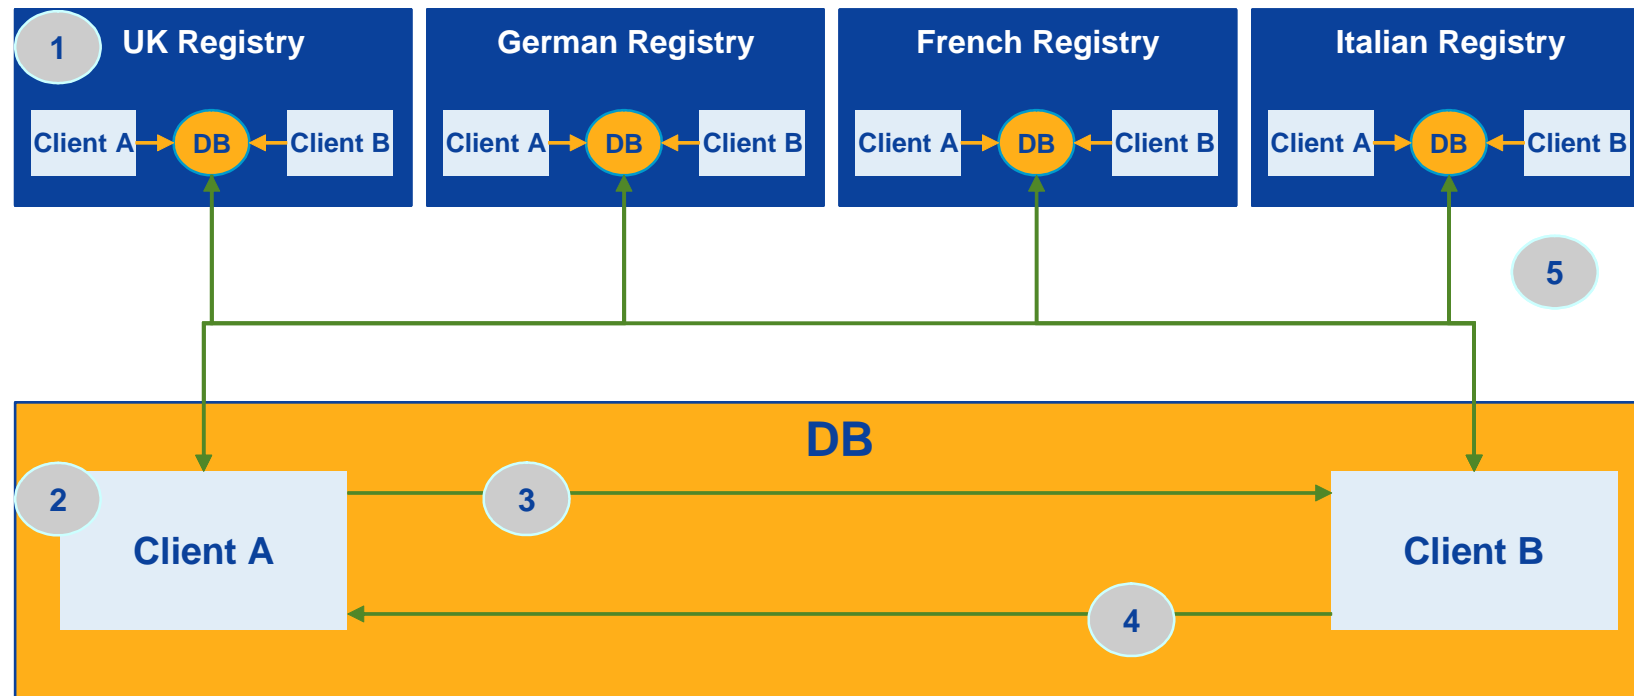 1
UK Registry
German Registry
French Registry
Italian Registry
Client A
DB
Client B
Client A
DB
Client B
Client A
DB
Client B
Client A
DB
Client B
5
DB
2
3
Client A
Client B
4